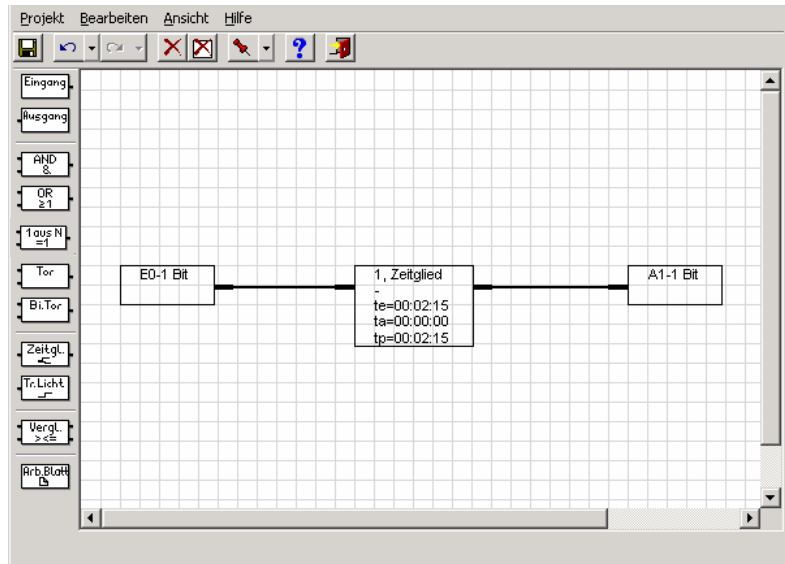 Projekt Bearbeiten Ansicht Hilfe
?
Eingang
Ausgang
AND
&
OR
≥1
1 aus N
=1
Tor
Bi.Tor
Zeitgl.
Tr.Licht
Vergl.
><=
Arb.Blatt
E0-1 Bit
1, Zeitglied
-
te=00:02:15
ta=00:00:00
tp=00:02:15
A1-1 Bit